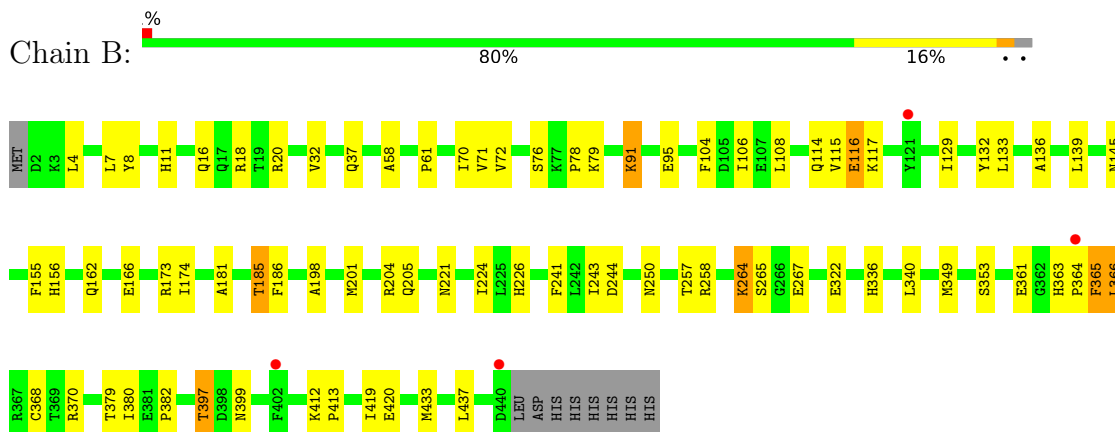 .%
Chain B:
80% 16% • •
MET D2 K3 L4 L7 Y8 H11 Q16 Q17 R18 T19 R20 V32 Q37 A58 P61 I70 V71 V72 S76 K77 P78 K79 K91 E95 F104 D105 I106 E107 L108 Q114 V115 E116 K117 Y121 I129 Y132 L133 A136 L139 N145
F155 H156 Q162 E166 R173 I174 A181 T185 F186 A198 M201 R204 Q205 N221 I224 L225 H226 F241 L242 I243 D244 N250 T257 R258 K264 S265 G266 E267 E322 H336 L340 M349 S353 E361 G362 H363 P364 F365 L366
R367 C368 T369 R370 T379 I380 E381 P382 T397 D398 N399 F402 K412 P413 I419 E420 M433 L437 D440 LEU ASP HIS HIS HIS HIS HIS HIS